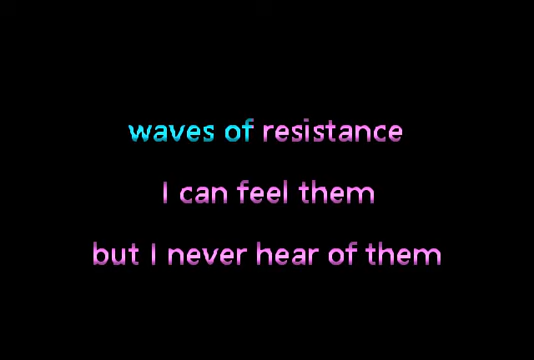 waves of resistance
I can feel them
but I never hear of them